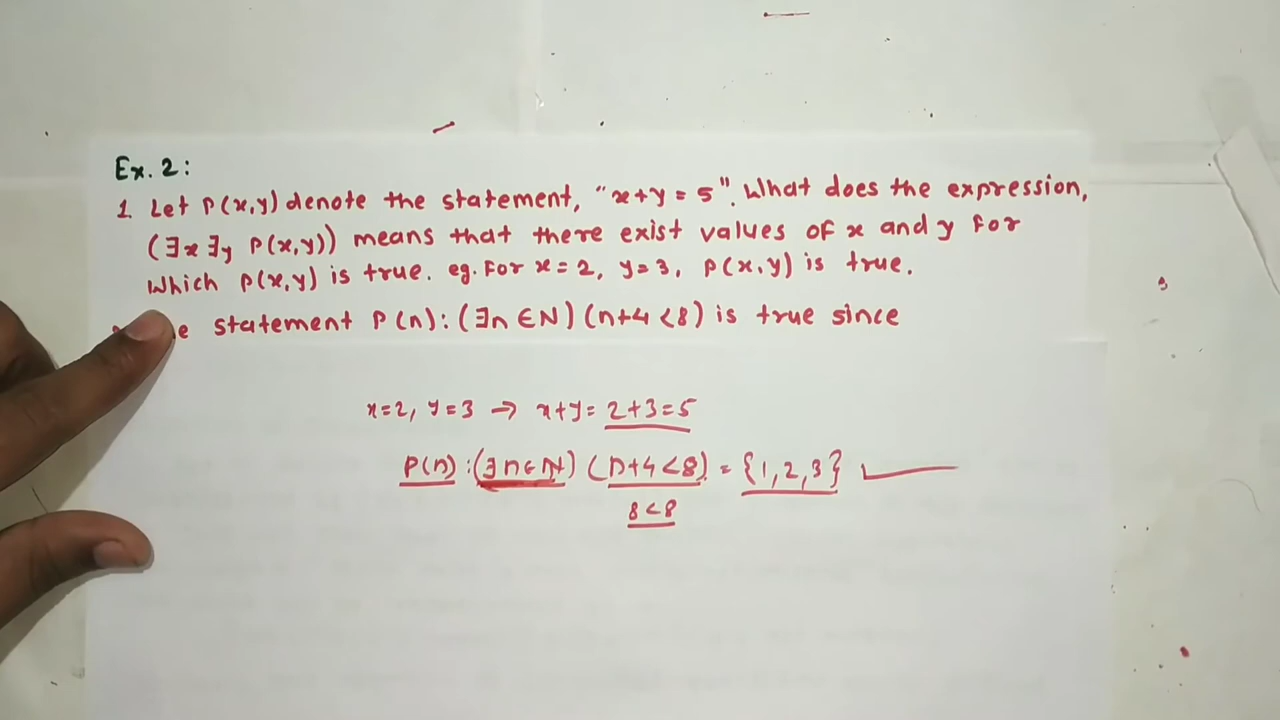 Ex. 2:
1. Let P(x,y) denote the statement, "x+y = 5". What does the expression,
(∃x ∃y P(x,y)) means that there exist values of x and y for
which P(x,y) is true. eg. For x=2, y=3, P(x,y) is true.
statement P(n): (∃n ∈ N) (n+4 <8) is true since
x=2, y=3 → x+y= 2+3=5
P(n) : (∃ n ∈ N) (n+4 <8) = {1,2,3}
8 <8